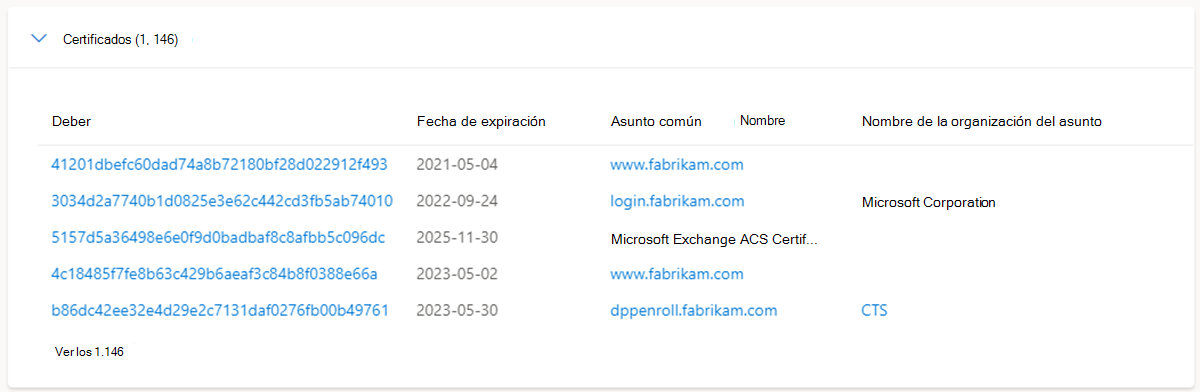 Certificados (1, 146)
Deber Fecha de expiración Asunto común Nombre Nombre de la organización del asunto
41201dbefc60dad74a8b72180bf28d022912f493 2021-05-04 www.fabrikam.com
3034d2a7740b1d0825e3e62c442cd3fb5ab74010 2022-09-24 login.fabrikam.com Microsoft Corporation
5157d5a36498e6e0f9d0badbaf8c8afbb5c096dc 2025-11-30 Microsoft Exchange ACS Certif...
4c18485f7fe8b63c429b6aeaf3c84b8f0388e66a 2023-05-02 www.fabrikam.com
b86dc42ee32e4d29e2c7131daf0276fb00b49761 2023-05-30 dppenroll.fabrikam.com CTS
Ver los 1.146